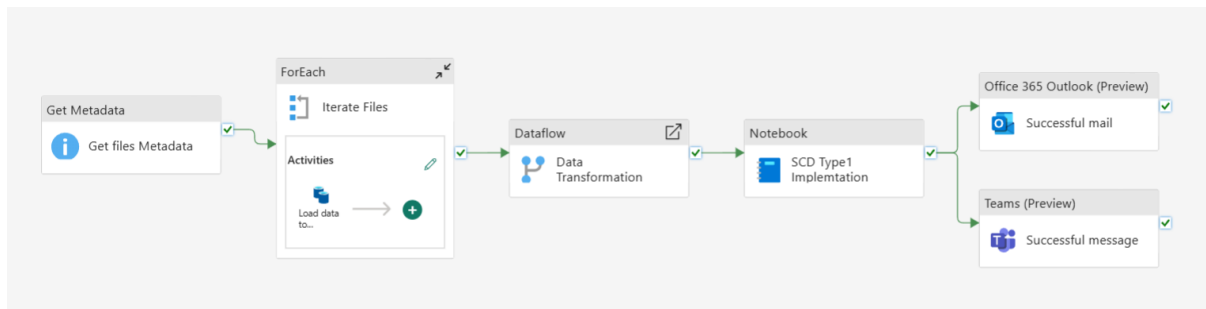 Get Metadata
Get files Metadata
ForEach
Iterate Files
Activities
Load data
to...
Dataflow
Data
Transformation
Notebook
SCD Type1
Implemtation
Office 365 Outlook (Preview)
Successful mail
Teams (Preview)
Successful message